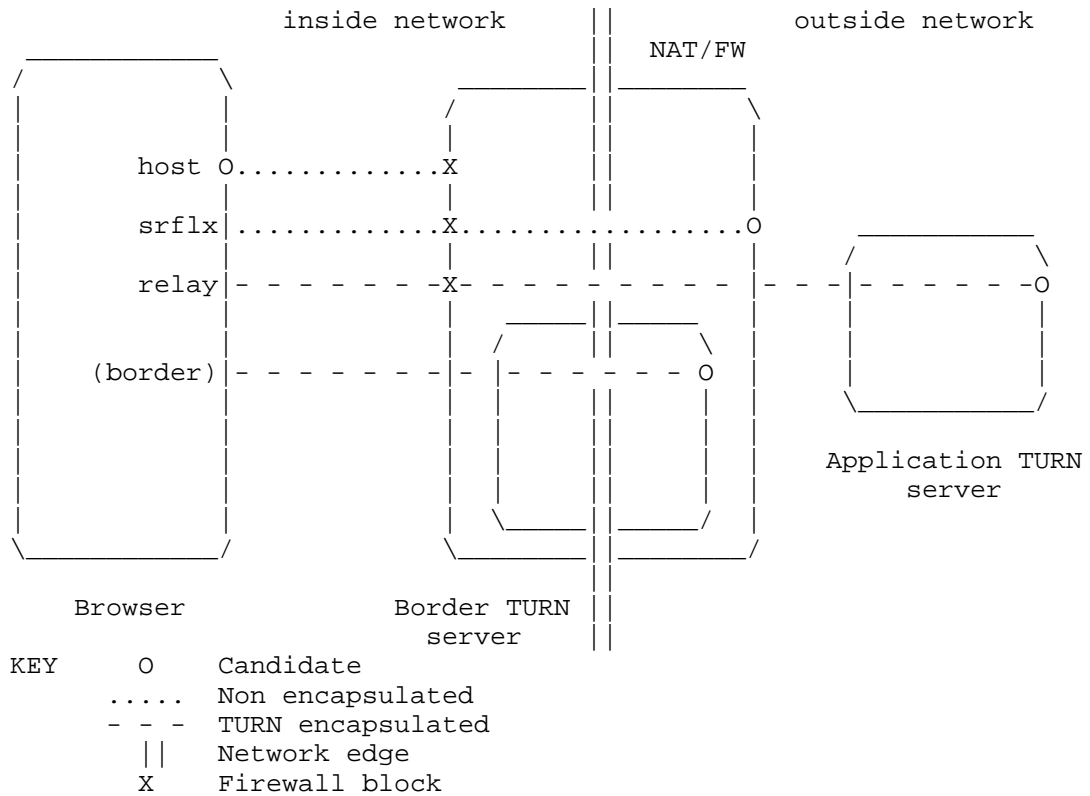 inside network || outside network
NAT/FW
host O.............X
srflx|.............X..................O
relay|- - - - - - -X- - - - - - - - - -|- - -|- - - - - -O
(border)|- - - - - - -|- |- - - - - - O
Application TURN
server
Browser Border TURN
server
KEY O Candidate
..... Non encapsulated
- - - TURN encapsulated
|| Network edge
X Firewall block